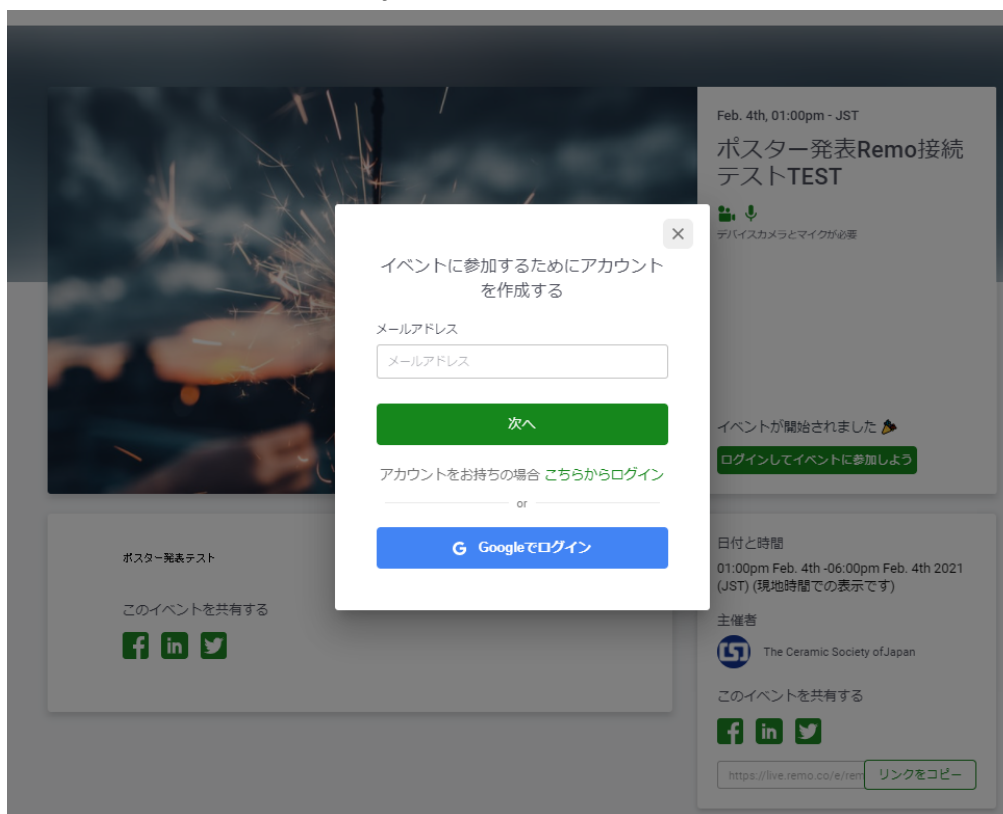 Feb. 4th, 01:00pm - JST
ポスター発表Remo接続
テストTEST
デバイスカメラとマイクが必要
イベントが開始されました
ログインしてイベントに参加しよう
イベントに参加するためにアカウント
を作成する
メールアドレス
メールアドレス
次へ
アカウントをお持ちの場合 こちらからログイン
or
G Googleでログイン
ポスター発表テスト
このイベントを共有する
日付と時間
01:00pm Feb. 4th -06:00pm Feb. 4th 2021
(JST) (現地時間での表示です)
主催者
The Ceramic Society ofJapan
このイベントを共有する
https://live.remo.co/e/rem
リンクをコピー